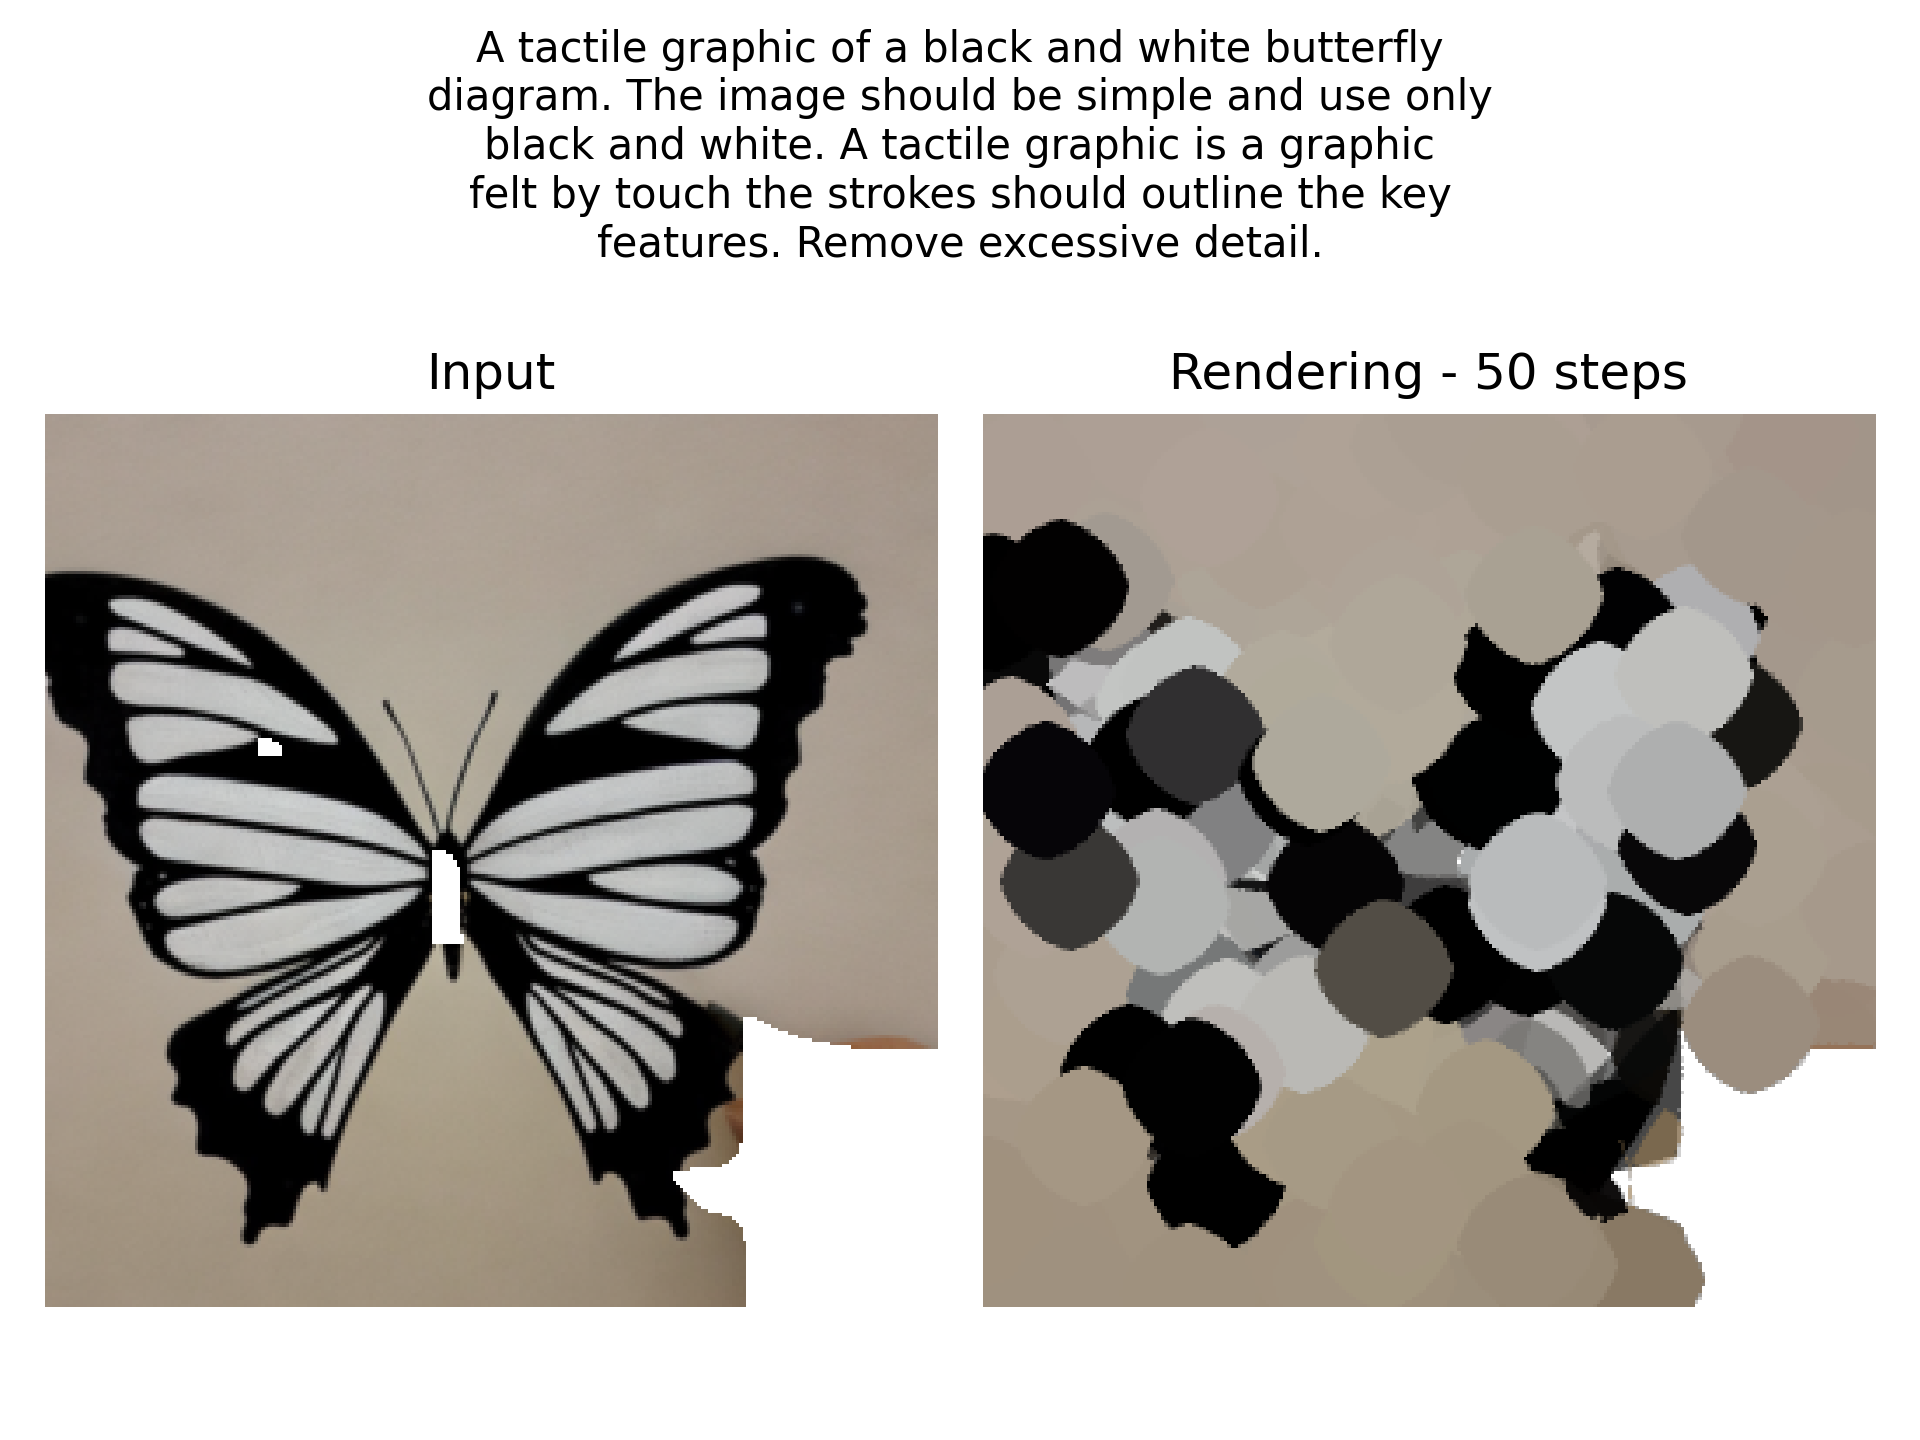 A tactile graphic of a black and white butterfly
diagram. The image should be simple and use only
black and white. A tactile graphic is a graphic
felt by touch the strokes should outline the key
features. Remove excessive detail.
Input
Rendering - 50 steps